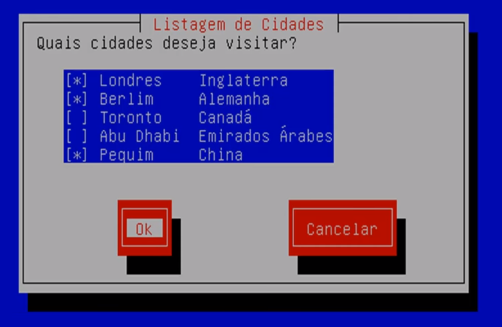 Listagem de Cidades
Quais cidades deseja visitar?
[*] Londres Inglaterra
[*] Berlim Alemanha
[ ] Toronto Canadá
[ ] Abu Dhabi Emirados Árabes
[*] Pequim China
Ok Cancelar